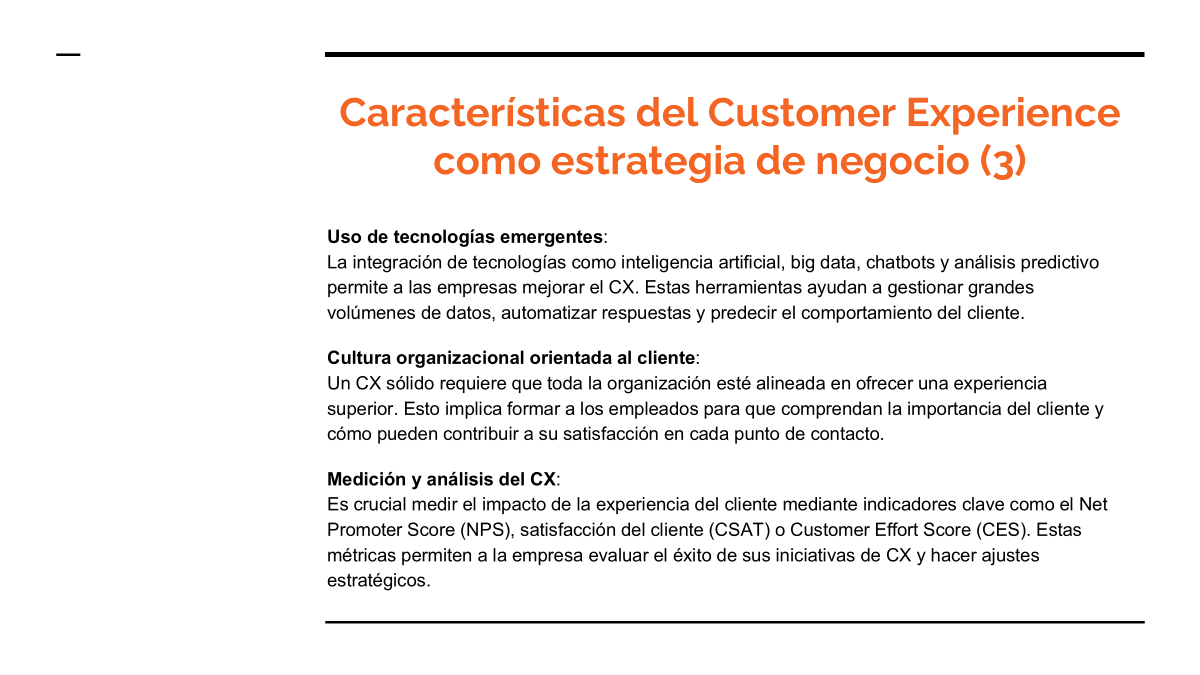 Características del Customer Experience
como estrategia de negocio (3)
Uso de tecnologías emergentes:
La integración de tecnologías como inteligencia artificial, big data, chatbots y análisis predictivo
permite a las empresas mejorar el CX. Estas herramientas ayudan a gestionar grandes
volúmenes de datos, automatizar respuestas y predecir el comportamiento del cliente.
Cultura organizacional orientada al cliente:
Un CX sólido requiere que toda la organización esté alineada en ofrecer una experiencia
superior. Esto implica formar a los empleados para que comprendan la importancia del cliente y
cómo pueden contribuir a su satisfacción en cada punto de contacto.
Medición y análisis del CX:
Es crucial medir el impacto de la experiencia del cliente mediante indicadores clave como el Net
Promoter Score (NPS), satisfacción del cliente (CSAT) o Customer Effort Score (CES). Estas
métricas permiten a la empresa evaluar el éxito de sus iniciativas de CX y hacer ajustes
estratégicos.